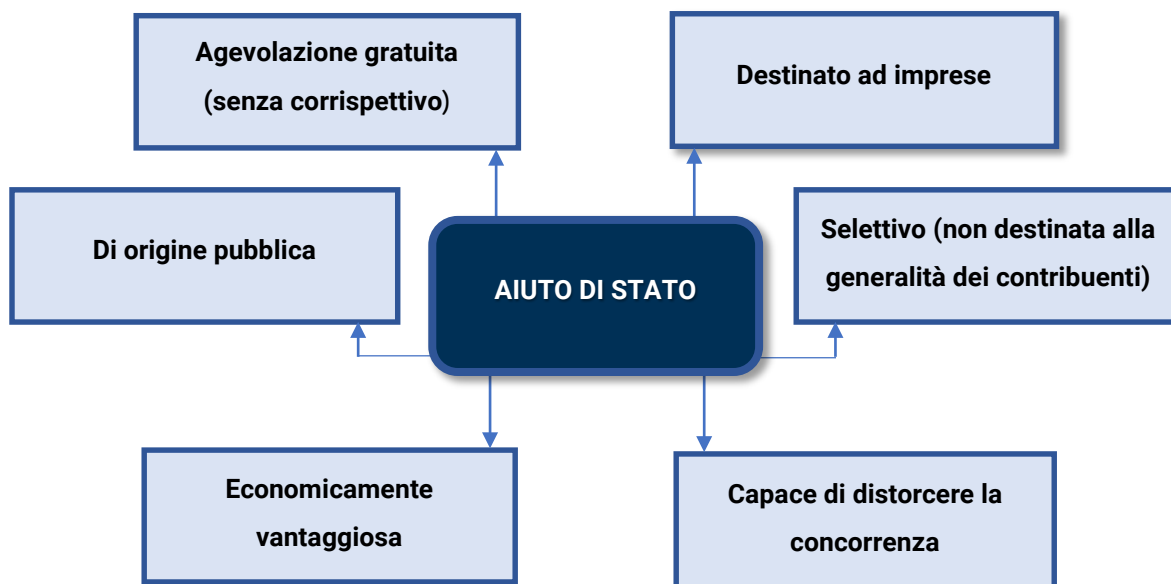 Agevolazione gratuita
(senza corrispettivo)
Destinato ad imprese
Di origine pubblica
AIUTO DI STATO
Selettivo (non destinata alla
generalità dei contribuenti)
Economicamente
vantaggiosa
Capace di distorcere la
concorrenza